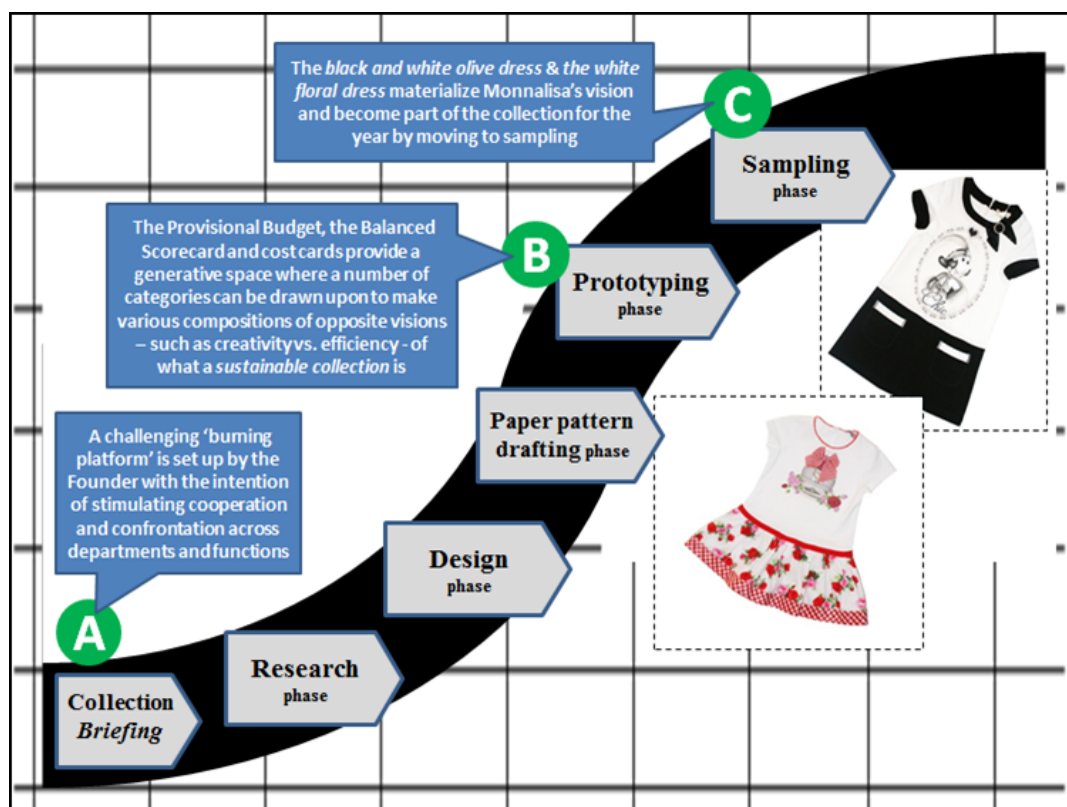 The black and white olive dress & the white
floral dress materialize Monnalisa's vision
and become part of the collection for the
year by moving to sampling
C
Sampling
phase
The Provisional Budget, the Balanced
Scorecard and cost cards provide a
generative space where a number of
categories can be drawn upon to make
various compositions of opposite visions
– such as creativity vs. efficiency - of
what a sustainable collection is
B
Prototyping
phase
Paper pattern
drafting phase
A challenging 'burning
platform' is set up by the
Founder with the intention
of stimulating cooperation
and confrontation across
departments and functions
A
Design
phase
Research
phase
Collection
Briefing